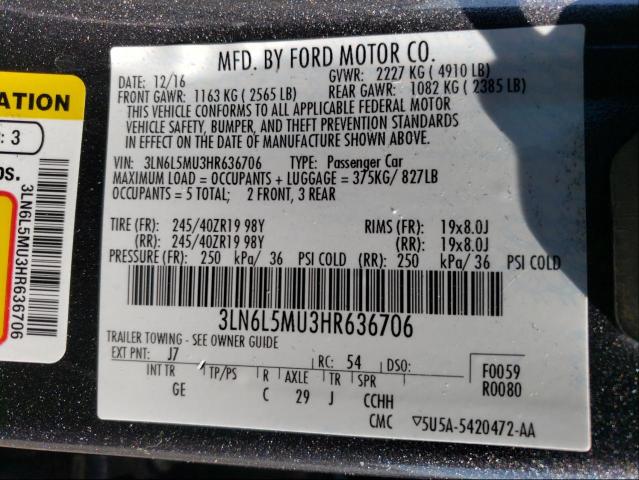 MFD. BY FORD MOTOR CO.
DATE: 12/16 GVWR: 2227 KG ( 4910 LB)
FRONT GAWR: 1163 KG ( 2565 LB) REAR GAWR: 1082 KG ( 2385 LB)
THIS VEHICLE CONFORMS TO ALL APPLICABLE FEDERAL MOTOR
VEHICLE SAFETY, BUMPER, AND THEFT PREVENTION STANDARDS
IN EFFECT ON THE DATE OF MANUFACTURE SHOWN ABOVE.
VIN: 3LN6L5MU3HR636706 TYPE: Passenger Car
MAXIMUM LOAD = OCCUPANTS + LUGGAGE = 375KG/ 827LB
OCCUPANTS = 5 TOTAL; 2 FRONT, 3 REAR
TIRE (FR): 245/40ZR19 98Y RIMS (FR): 19x8.0J
(RR): 245/40ZR19 98Y (RR): 19x8.0J
PRESSURE (FR): 250 kPa/ 36 PSI COLD (RR): 250 kPa/ 36 PSI COLD
3LN6L5MU3HR636706
TRAILER TOWING - SEE OWNER GUIDE
EXT PNT: J7 RC: 54 DSO: F0059
INT TR TP/PS R AXLE TR SPR R0080
GE C 29 J CCHH
CMC ▽5U5A-5420472-AA
ATION
: 3
os.
3LN6L5MU3HR636706